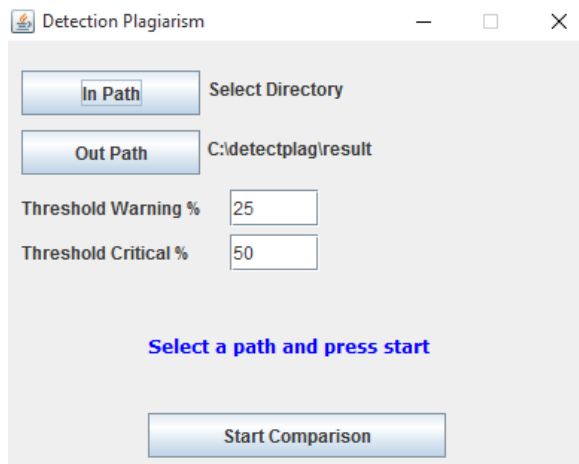 Detection Plagiarism
In Path Select Directory
Out Path C:\detectplag\result
Threshold Warning % 25
Threshold Critical % 50
Select a path and press start
Start Comparison